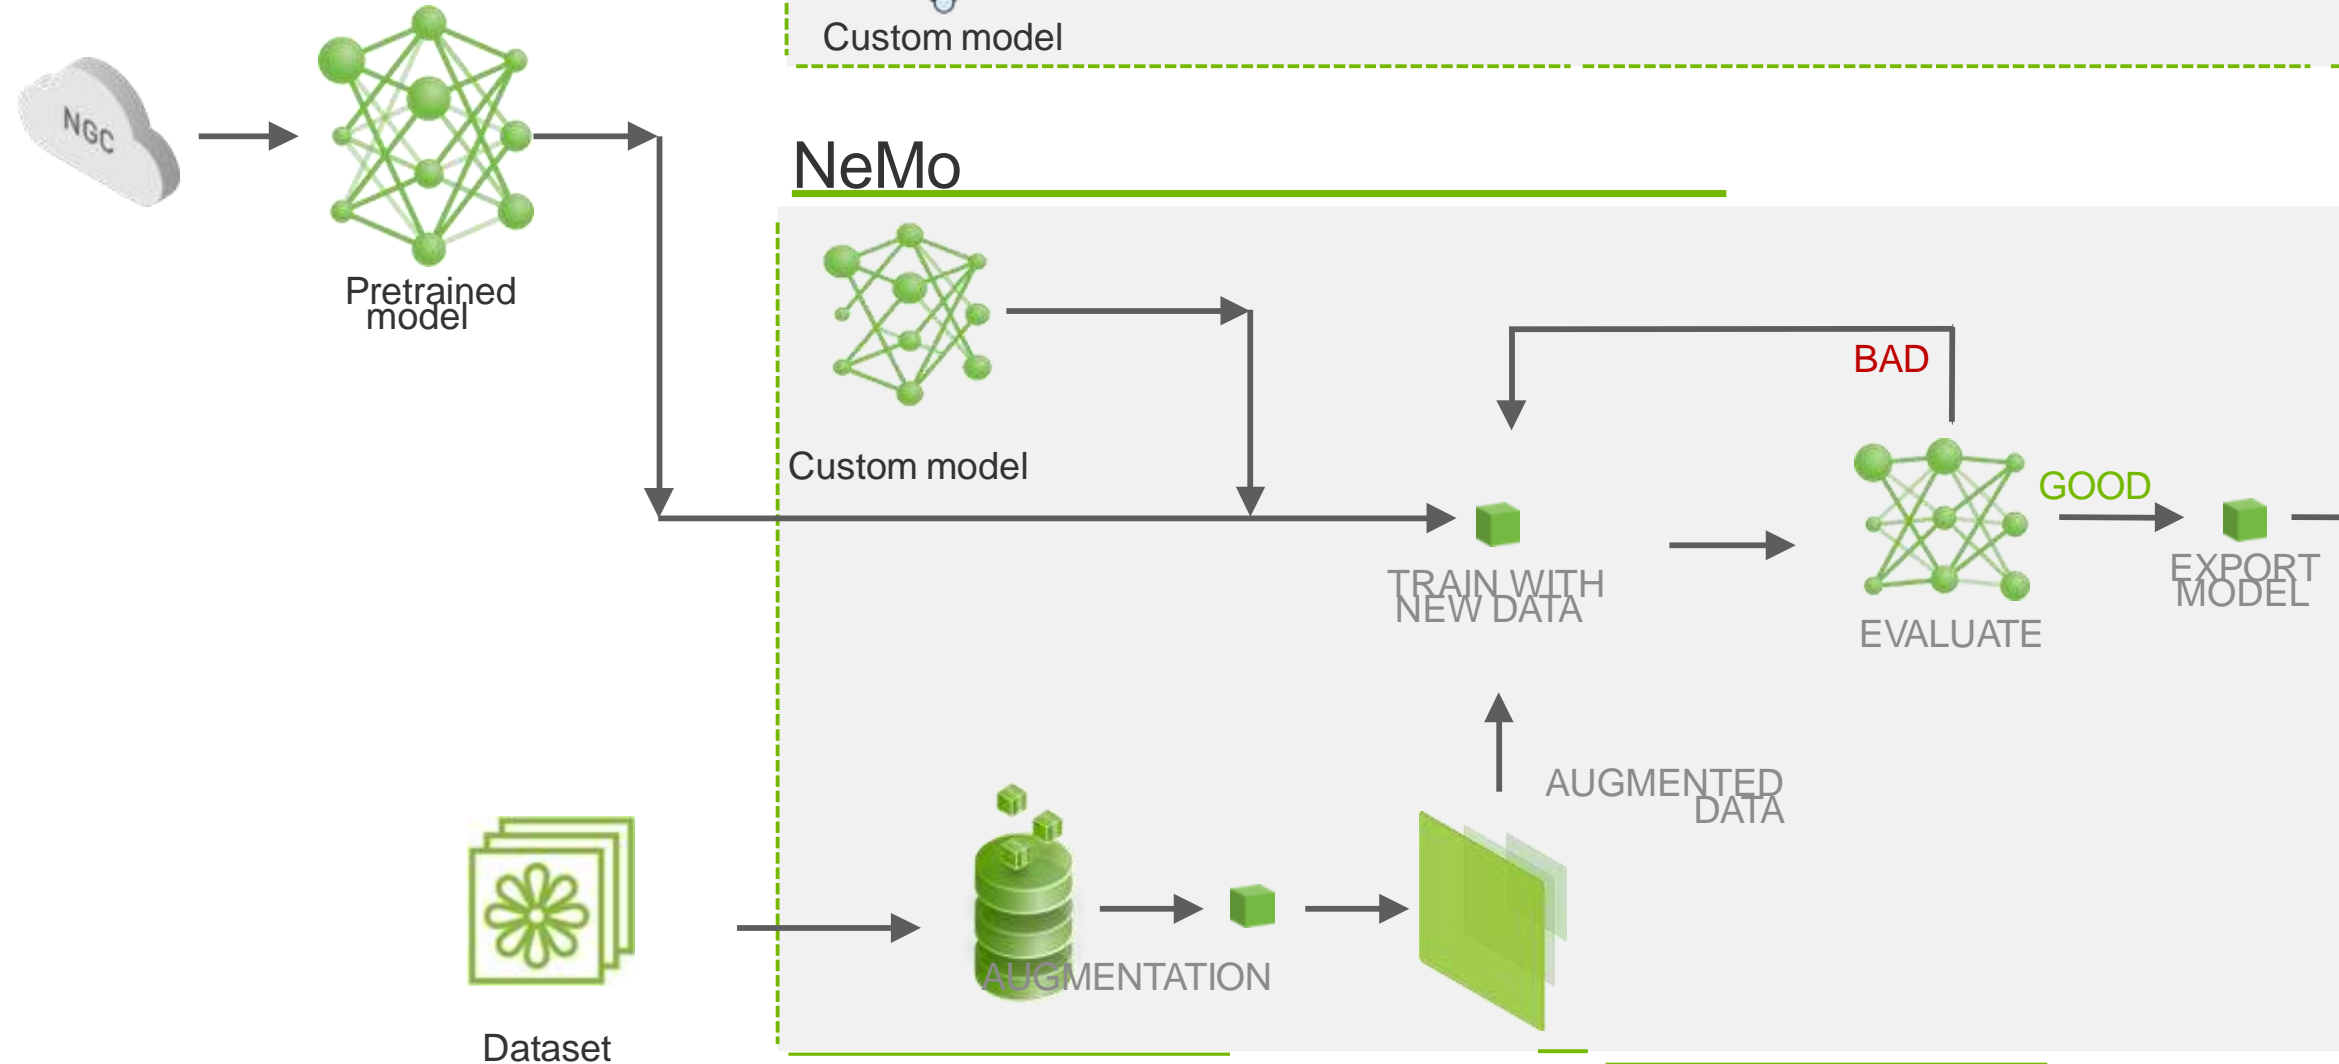 Custom model
NGC
NeMo
Pretrained
model
BAD
Custom model
GOOD
TRAIN WITH
NEW DATA
EXPORT
MODEL
EVALUATE
AUGMENTED
DATA
AUGMENTATION
Dataset